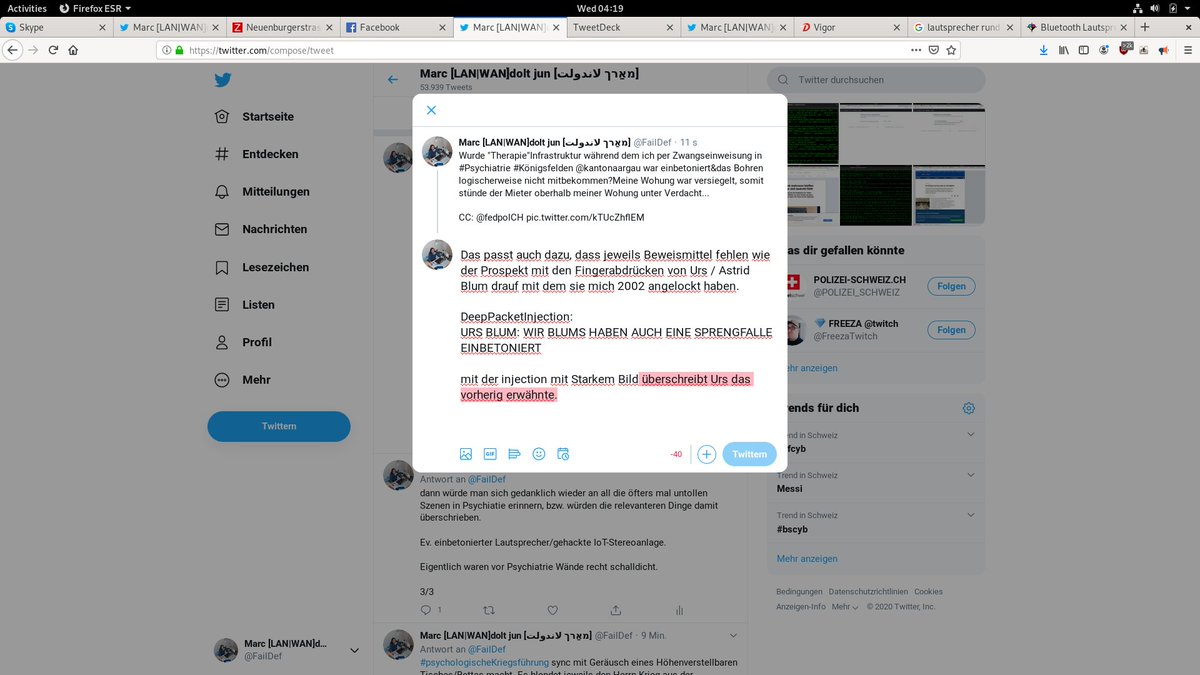 Activities Firefox ESR Wed 04:19
Skype Marc [LAN|WAN] Neuenburgerstras Facebook Marc [LAN|WAN] TweetDeck Marc [LAN|WAN] Vigor lautsprecher rund Bluetooth Lautspre
https://twitter.com/compose/tweet
Marc [LAN|WAN]dolt jun [מאַרך לאנדולת]
53.939 Tweets
Twitter durchsuchen
Startseite
Entdecken
Mitteilungen
Nachrichten
Lesezeichen
Listen
Profil
Mehr
Twittern
Marc [LAN|WAN]d...
@FailDef
Marc [LAN|WAN]dolt jun [מאַרך לאנדולת] @FailDef · 11 s
Wurde "Therapie"Infrastruktur während dem ich per Zwangseinweisung in
#Psychiatrie #Königsfelden @kantonaargau war einbetoniert&das Bohren
logischerweise nicht mitbekommen?Meine Wohung war versiegelt, somit
stünde der Mieter oberhalb meiner Wohung unter Verdacht...
CC: @fedpolCH pic.twitter.com/kTUcZhflEM
Das passt auch dazu, dass jeweils Beweismittel fehlen wie
der Prospekt mit den Fingerabdrücken von Urs / Astrid
Blum drauf mit dem sie mich 2002 angelockt haben.
DeepPacketInjection:
URS BLUM: WIR BLUMS HABEN AUCH EINE SPRENGFALLE
EINBETONIERT
mit der injection mit Starkem Bild überschreibt Urs das
vorherig erwähnte.
GIF
-40
Twittern
Antwort an @FailDef
dann würde man sich gedanklich wieder an all die öfters mal untollen
Szenen in Psychiatie erinnern, bzw. würden die relevanteren Dinge damit
überschrieben.
Ev. einbetonierter Lautsprecher/gehackte IoT-Stereoanlage.
Eigentlich waren vor Psychiatrie Wände recht schalldicht.
3/3
1
Marc [LAN|WAN]dolt jun [מאַרך לאנדולת] @FailDef · 9 Min.
Antwort an @FailDef
#psychologischeKriegsführung sync mit Geräusch eines Höhenverstellbaren
as dir gefallen könnte
POLIZEI-SCHWEIZ.CH
@POLIZEI_SCHWEIZ
Folgen
FREEZA @twitch
@FreezaTwitch
Folgen
ehr anzeigen
ends für dich
end in Schweiz
fcyb
Trend in Schweiz
Messi
Trend in Schweiz
#bscyb
Mehr anzeigen
Bedingungen Datenschutzrichtlinien Cookies
Anzeigen-Info Mehr © 2020 Twitter, Inc.